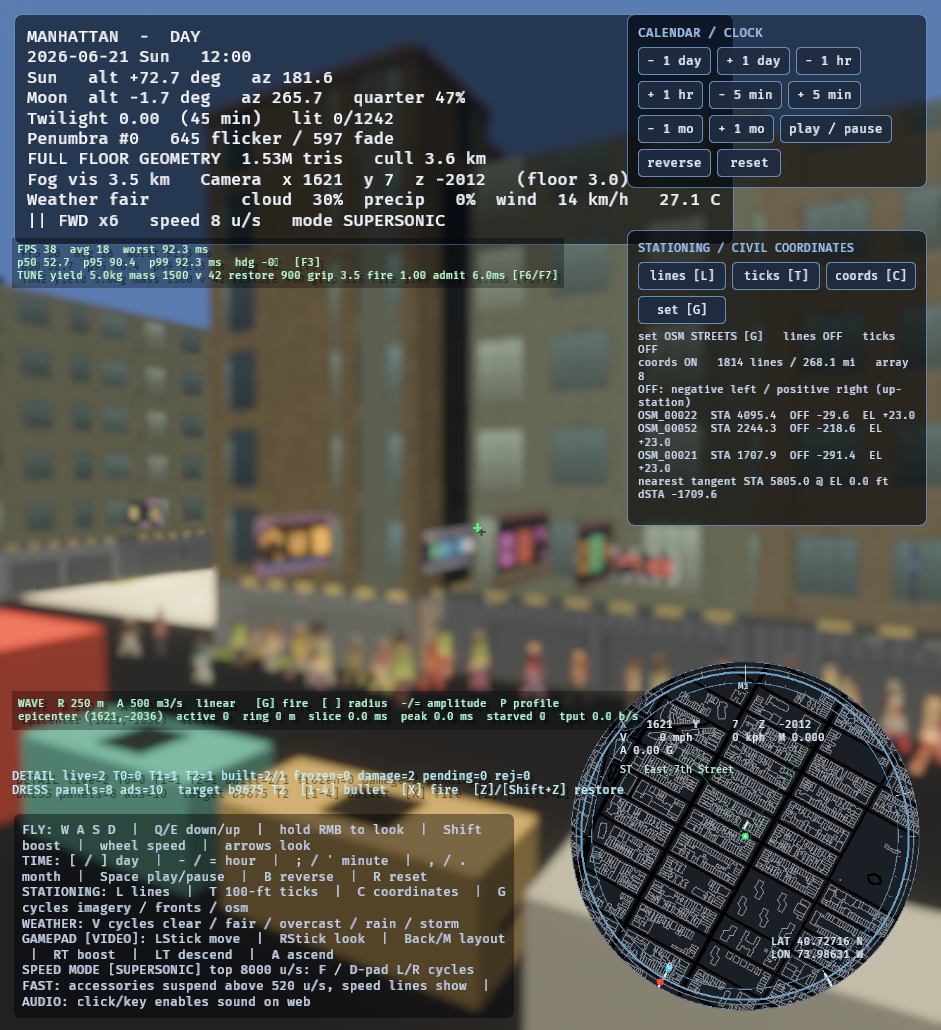 MANHATTAN - DAY
2026-06-21 Sun 12:00
Sun alt +72.7 deg az 181.6
Moon alt -1.7 deg az 265.7 quarter 47%
Twilight 0.00 (45 min) lit 0/1242
Penumbra #0 645 flicker / 597 fade
FULL FLOOR GEOMETRY 1.53M tris cull 3.6 km
Fog vis 3.5 km Camera x 1621 y 7 z -2012 (floor 3.0)
Weather fair cloud 30% precip 0% wind 14 km/h 27.1 C
|| FWD x6 speed 8 u/s mode SUPERSONIC
FPS 38 avg 18 worst 92.3 ms
p50 52.7 p95 90.4 p99 92.3 ms hdg -0 [F3]
TUNE yield 5.0kg mass 1500 v 42 restore 900 grip 3.5 fire 1.00 admit 6.0ms [F6/F7]
CALENDAR / CLOCK
- 1 day + 1 day - 1 hr
+ 1 hr - 5 min + 5 min
- 1 mo + 1 mo play / pause
reverse reset
STATIONING / CIVIL COORDINATES
lines [L] ticks [T] coords [C]
set [G]
set OSM STREETS [G] lines OFF ticks
OFF
coords ON 1814 lines / 268.1 mi array
8
OFF: negative left / positive right (up-
station)
OSM_00022 STA 4095.4 OFF -29.6 EL +23.0
OSM_00052 STA 2244.3 OFF -218.6 EL
+23.0
OSM_00021 STA 1707.9 OFF -291.4 EL
+23.0
nearest tangent STA 5805.0 @ EL 0.0 ft
dSTA -1709.6
WAVE R 250 m A 500 m3/s linear [G] fire [ ] radius -/= amplitude P profile
epicenter (1621,-2036) active 0 ring 0 m slice 0.0 ms peak 0.0 ms starved 0 tput 0.0 b/s
DETAIL live=2 T0=0 T1=1 T2=1 built=2/1 frozen=0 damage=2 pending=0 rej=0
DRESS panels=8 ads=10 target b9675 T2 [1-4] bullet [X] fire [Z]/[Shift+Z] restore
FLY: W A S D | Q/E down/up | hold RMB to look | Shift
boost | wheel speed | arrows look
TIME: [ / ] day | - / = hour | ; / ' minute | , / .
month | Space play/pause | B reverse | R reset
STATIONING: L lines | T 100-ft ticks | C coordinates | G
cycles imagery / fronts / osm
WEATHER: V cycles clear / fair / overcast / rain / storm
GAMEPAD [VIDEO]: LStick move | RStick look | Back/M layout
| RT boost | LT descend | A ascend
SPEED MODE [SUPERSONIC] top 8000 u/s: F / D-pad L/R cycles
FAST: accessories suspend above 520 u/s, speed lines show |
AUDIO: click/key enables sound on web
X 1621 Y 7 Z -2012
V 0 mph 0 kph M 0.000
A 0.00 G
ST East 7th Street
LAT 40.72716 N
LON 73.98631 W